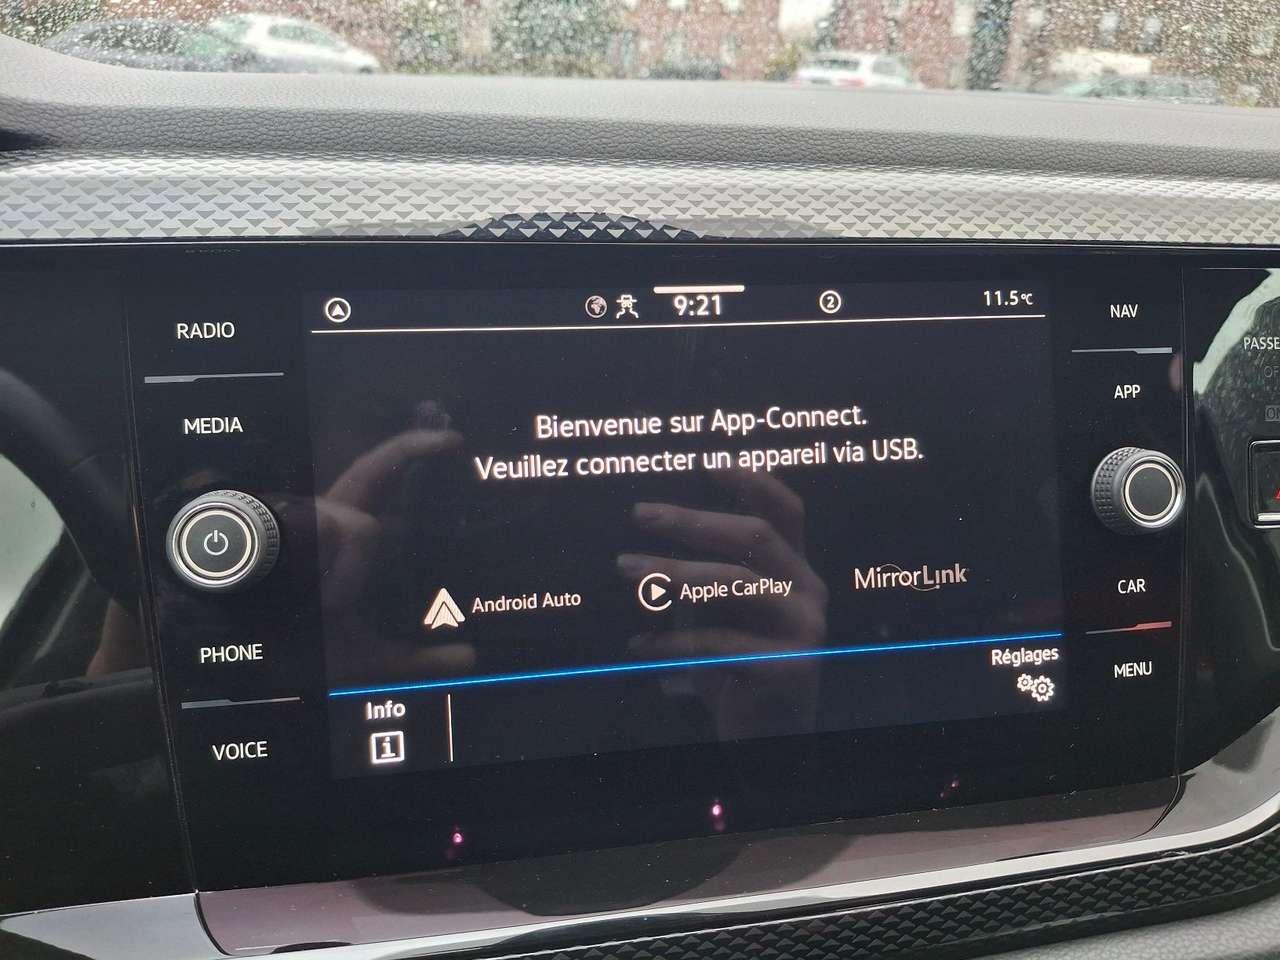 9:21
2
11.5°C
RADIO
MEDIA
PHONE
VOICE
Bienvenue sur App-Connect.
Veuillez connecter un appareil via USB.
Android Auto
Apple CarPlay
MirrorLink
Info
i
Réglages
NAV
APP
CAR
MENU